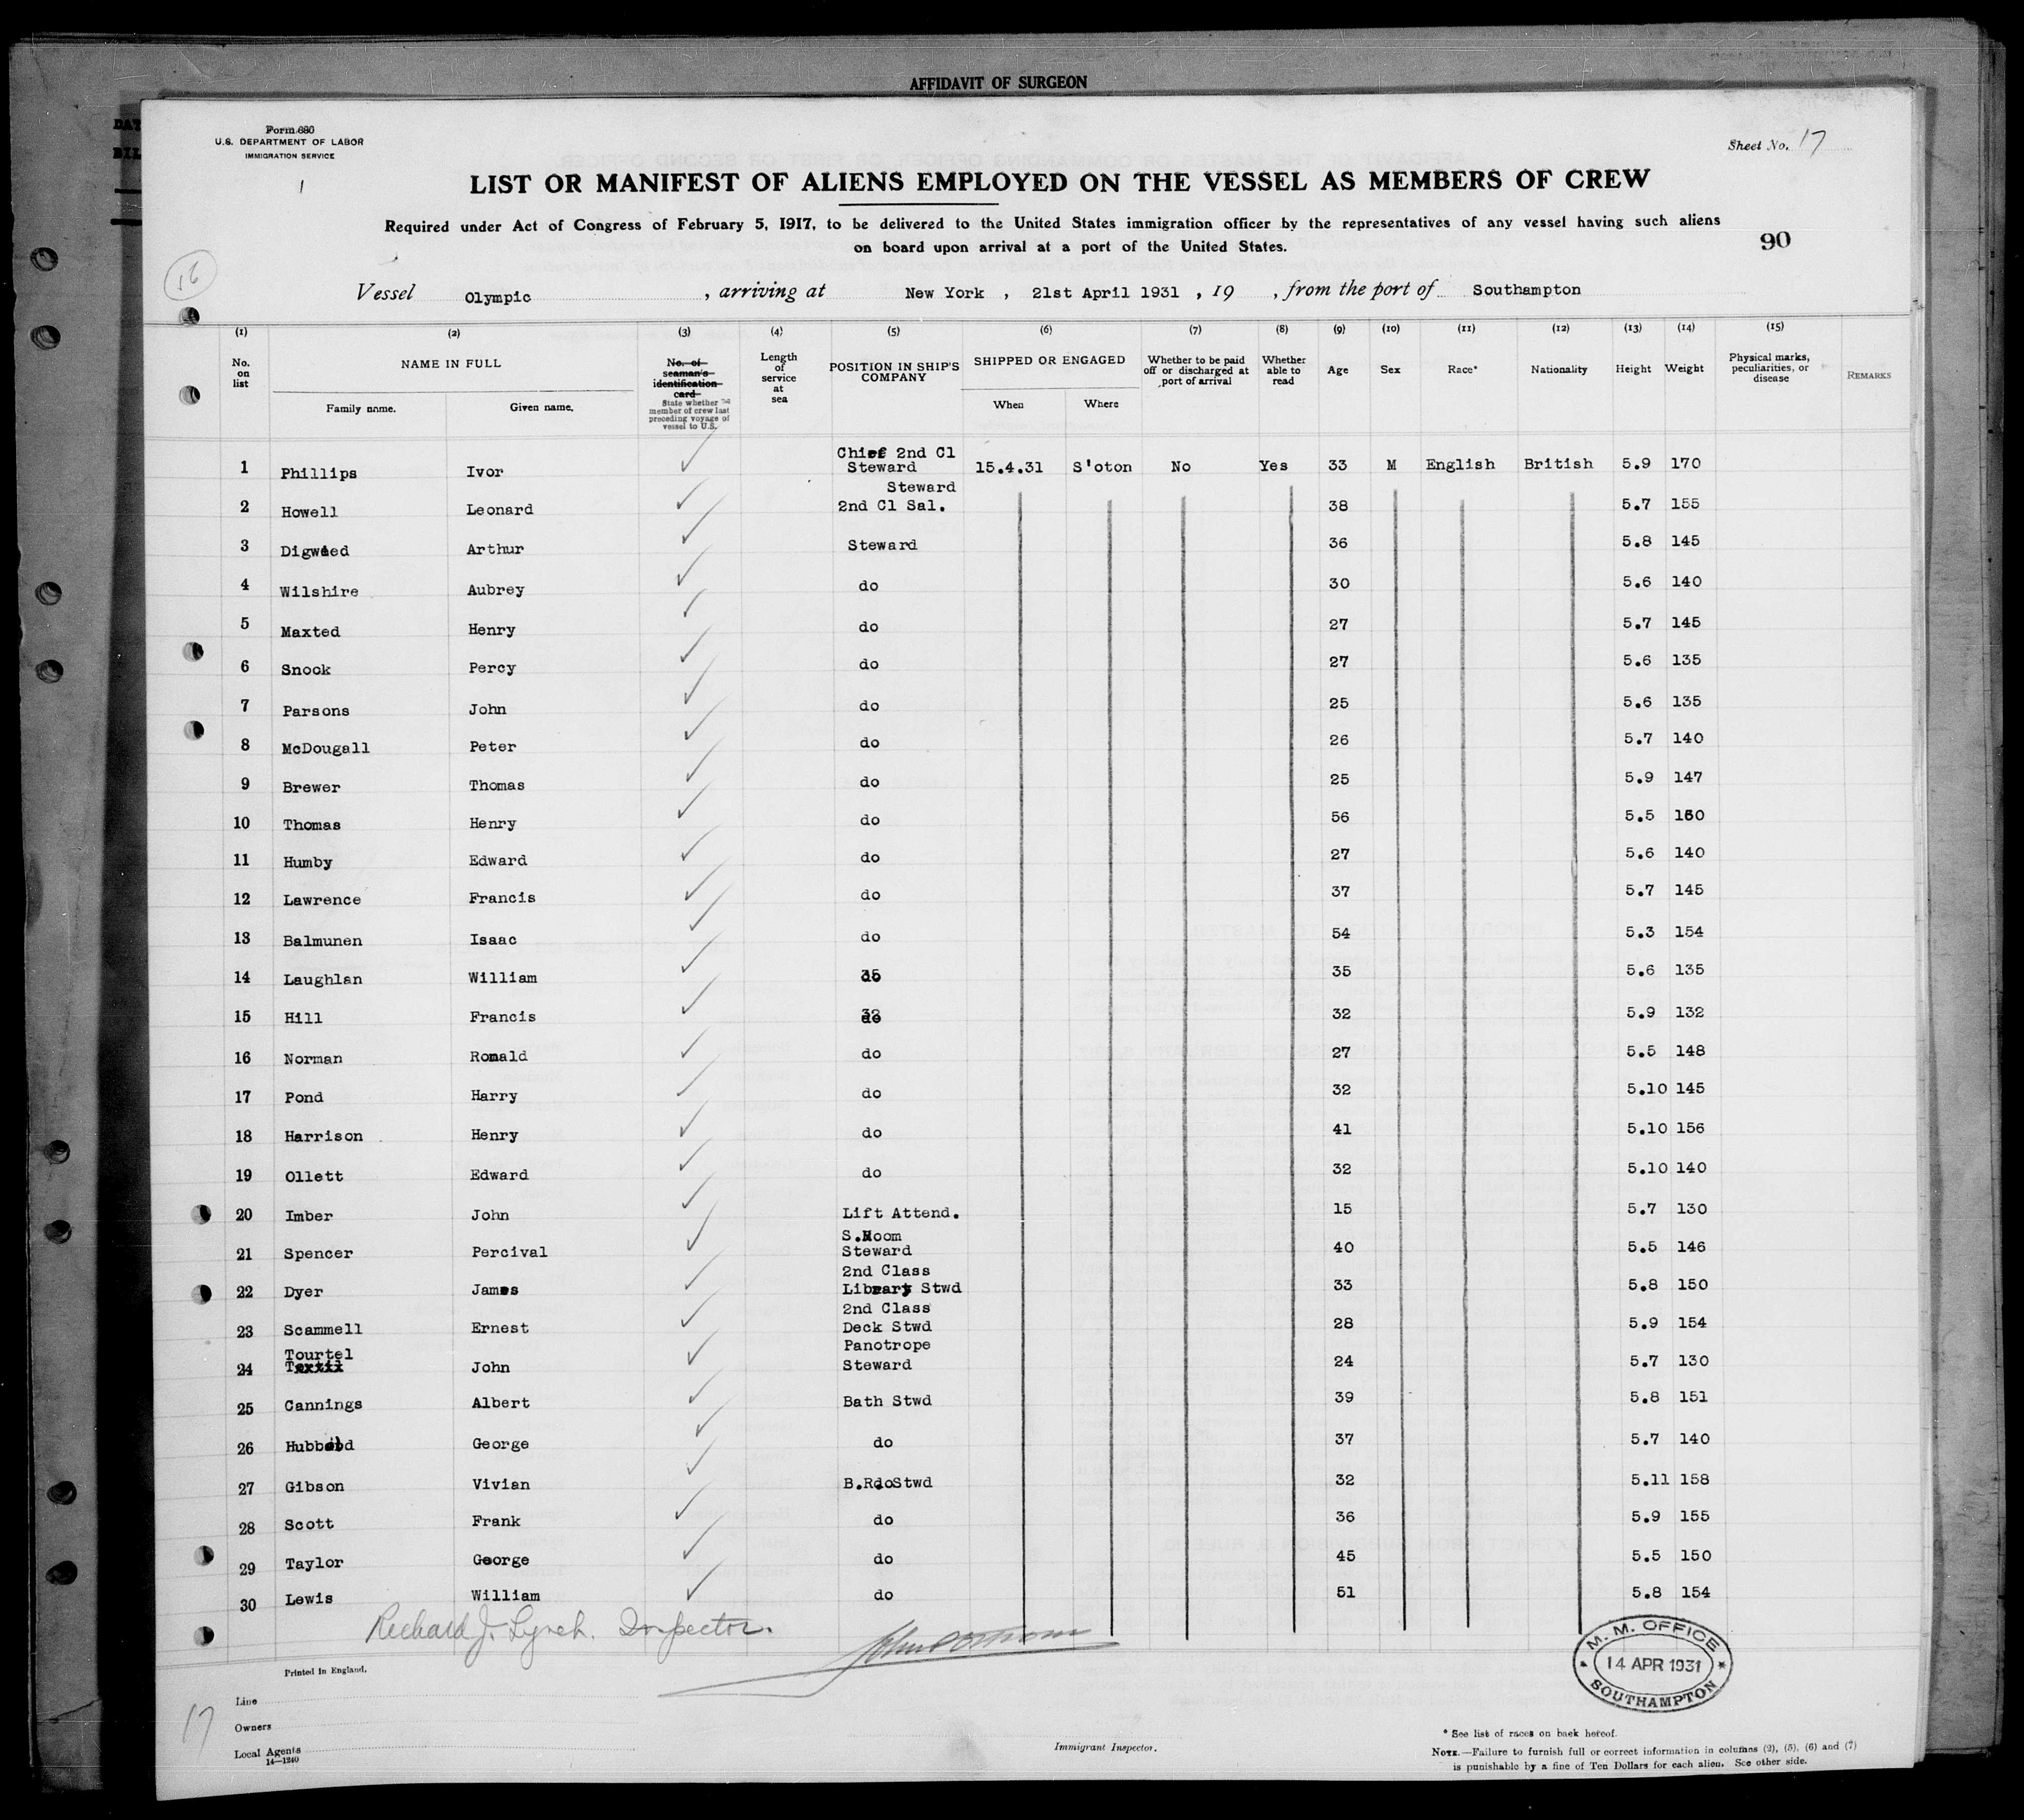 AFFIDAVIT OF SURGEON
Form 680
U.S. DEPARTMENT OF LABOR
IMMIGRATION SERVICE
Sheet No. 17
LIST OR MANIFEST OF ALIENS EMPLOYED ON THE VESSEL AS MEMBERS OF CREW
Required under Act of Congress of February 5, 1917, to be delivered to the United States immigration officer by the representatives of any vessel having such aliens
on board upon arrival at a port of the United States.
90
16
Vessel Olympic , arriving at New York , 21st April 1931 , 19 , from the port of Southampton
(1) (2) (3) (4) (5) (6) (7) (8) (9) (10) (11) (12) (13) (14) (15)
No. on list
NAME IN FULL
Family name. Given name.
No. of seaman's identification card
State whether member of crew last preceding voyage of vessel to U.S.
Length of service at sea
POSITION IN SHIP'S COMPANY
SHIPPED OR ENGAGED
When Where
Whether to be paid off or discharged at port of arrival
Whether able to read
Age Sex Race* Nationality Height Weight
Physical marks, peculiarities, or disease
REMARKS
1 Phillips Ivor Chief 2nd Cl Steward 15.4.31 S'oton No Yes 33 M English British 5.9 170
2 Howell Leonard 2nd Cl Sal. Steward 38 5.7 155
3 Digweed Arthur Steward 36 5.8 145
4 Wilshire Aubrey do 30 5.6 140
5 Maxted Henry do 27 5.7 145
6 Snook Percy do 27 5.6 135
7 Parsons John do 25 5.6 135
8 McDougall Peter do 26 5.7 140
9 Brewer Thomas do 25 5.9 147
10 Thomas Henry do 56 5.5 160
11 Humby Edward do 27 5.6 140
12 Lawrence Francis do 37 5.7 145
13 Balmunen Isaac do 54 5.3 154
14 Laughlan William do 35 5.6 135
15 Hill Francis do 32 5.9 132
16 Norman Ronald do 27 5.5 148
17 Pond Harry do 32 5.10 145
18 Harrison Henry do 41 5.10 156
19 Ollett Edward do 32 5.10 140
20 Imber John Lift Attend. 15 5.7 130
21 Spencer Percival S.Room Steward 40 5.5 146
22 Dyer James 2nd Class Library Stwd 33 5.8 150
23 Scammell Ernest 2nd Class Deck Stwd 28 5.9 154
24 Tourtel John Panotrope Steward 24 5.7 130
25 Cannings Albert Bath Stwd 39 5.8 151
26 Hubbard George do 37 5.7 140
27 Gibson Vivian B.RdoStwd 32 5.11 158
28 Scott Frank do 36 5.9 155
29 Taylor George do 45 5.5 150
30 Lewis William do 51 5.8 154
Richard J. Lynch. Inspector.
M. M. OFFICE
14 APR 1931
SOUTHAMPTON
Printed in England.
17
Line
Owners
Local Agents
14—1240
Immigrant Inspector.
* See list of races on back hereof.
NOTE.—Failure to furnish full or correct information in columns (2), (5), (6) and (7)
is punishable by a fine of Ten Dollars for each alien. See other side.